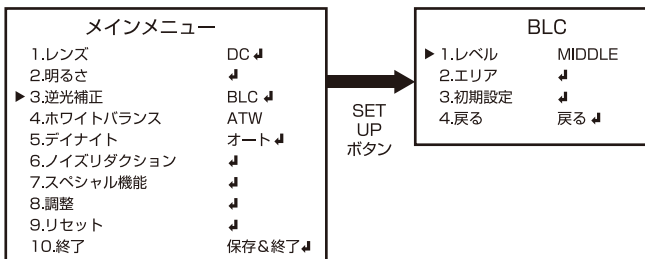 メインメニュー
1.レンズ DC↲
2.明るさ ↲
▶ 3.逆光補正 BLC ↲
4.ホワイトバランス ATW
5.デイナイト オート↲
6.ノイズリダクション ↲
7.スペシャル機能 ↲
8.調整 ↲
9.リセット ↲
10.終了 保存&終了↲
SET
UP
ボタン
BLC
▶ 1.レベル MIDDLE
2.エリア ↲
3.初期設定 ↲
4.戻る 戻る ↲